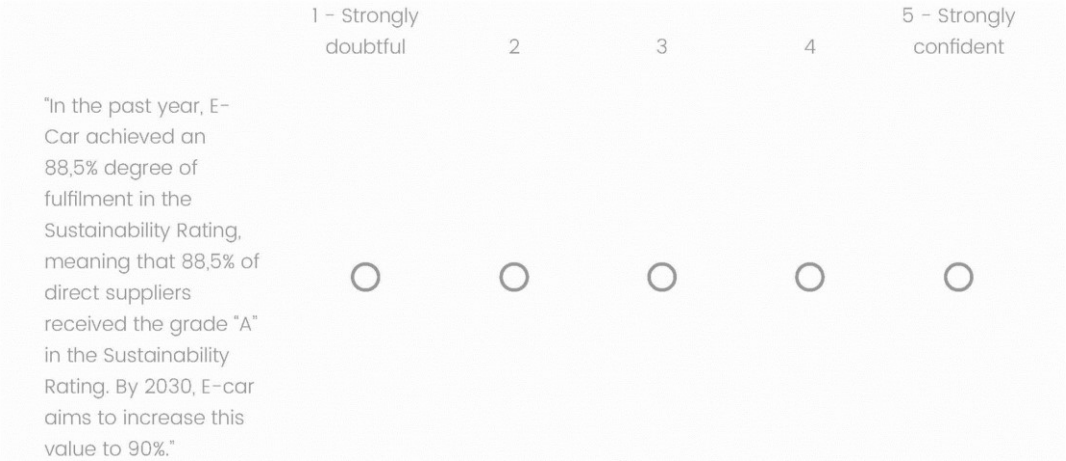 1 - Strongly
doubtful
2
3
4
5 - Strongly
confident
"In the past year, E-
Car achieved an
88,5% degree of
fulfilment in the
Sustainability Rating,
meaning that 88,5% of
direct suppliers
received the grade "A"
in the Sustainability
Rating. By 2030, E-car
aims to increase this
value to 90%."